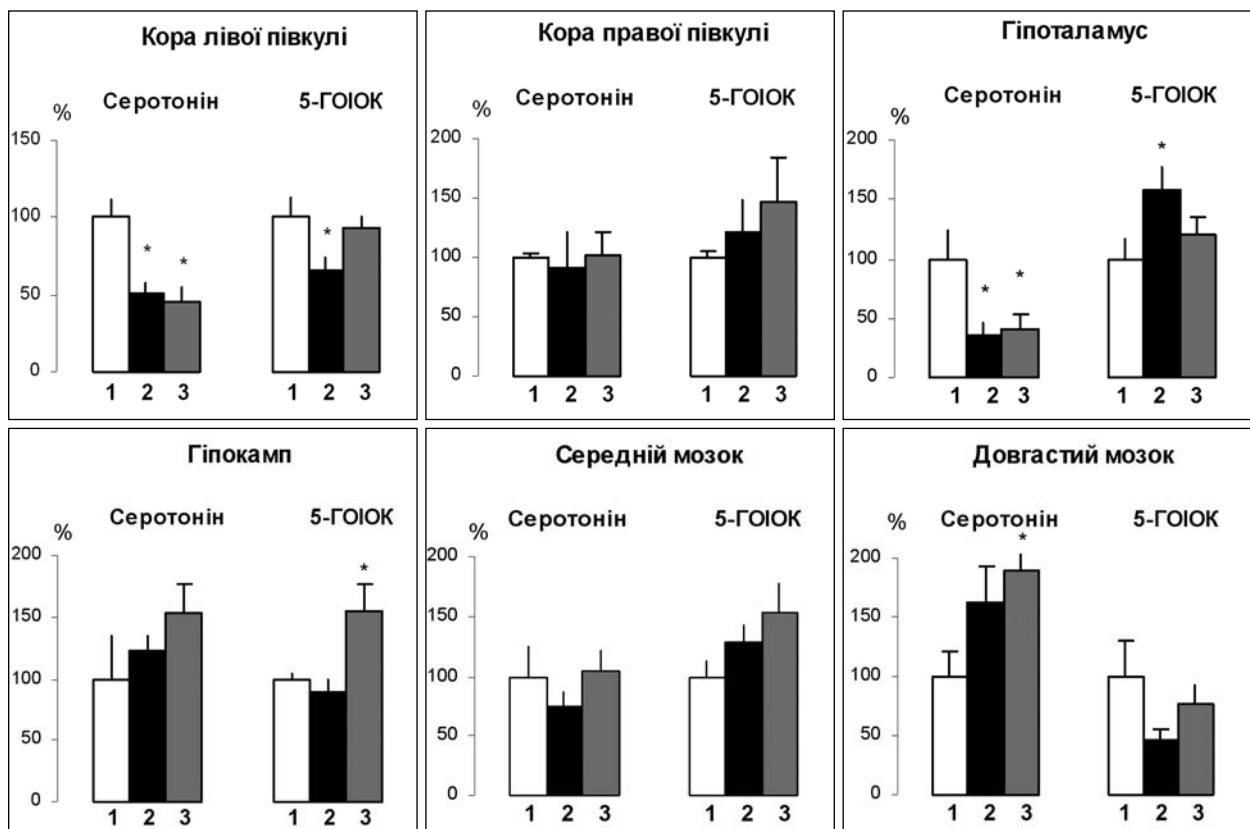 Кора лівої півкулі
Серотонін 5-ГОІОК
%
150
100
50
0
* * *
1 2 3 1 2 3
Кора правої півкулі
Серотонін 5-ГОІОК
%
200
150
100
50
0
1 2 3 1 2 3
Гіпоталамус
Серотонін 5-ГОІОК
%
200
150
100
50
0
* * *
1 2 3 1 2 3
Гіпокамп
Серотонін 5-ГОІОК
%
200
150
100
50
0
*
1 2 3 1 2 3
Середній мозок
Серотонін 5-ГОІОК
%
200
150
100
50
0
1 2 3 1 2 3
Довгастий мозок
Серотонін 5-ГОІОК
%
200
150
100
50
0
*
1 2 3 1 2 3